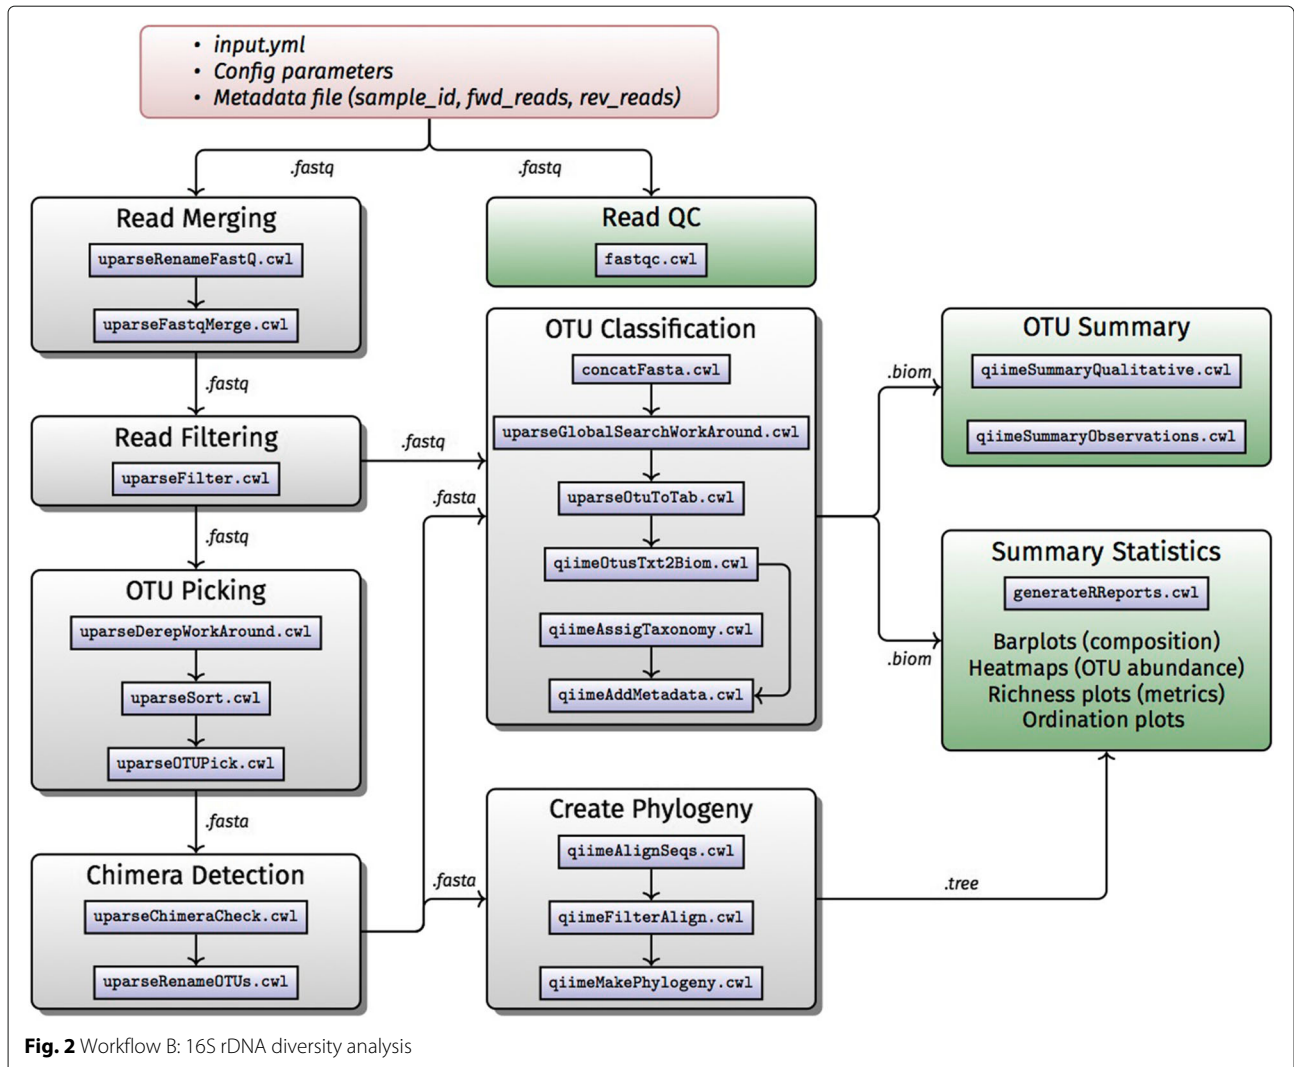 • input.yml
• Config parameters
• Metadata file (sample_id, fwd_reads, rev_reads)
.fastq
.fastq
Read Merging
uparseRenameFastQ.cwl
uparseFastqMerge.cwl
Read QC
fastqc.cwl
.fastq
Read Filtering
uparseFilter.cwl
.fastq
.fastq
OTU Picking
uparseDerepWorkAround.cwl
uparseSort.cwl
uparseOTUPick.cwl
.fasta
Chimera Detection
uparseChimeraCheck.cwl
uparseRenameOTUs.cwl
.fasta
.fasta
OTU Classification
concatFasta.cwl
uparseGlobalSearchWorkAround.cwl
uparseOtuToTab.cwl
qiimeOtusTxt2Biom.cwl
qiimeAssigTaxonomy.cwl
qiimeAddMetadata.cwl
Create Phylogeny
qiimeAlignSeqs.cwl
qiimeFilterAlign.cwl
qiimeMakePhylogeny.cwl
.biom
.biom
.tree
OTU Summary
qiimeSummaryQualitative.cwl
qiimeSummaryObservations.cwl
Summary Statistics
generateRReports.cwl
Barplots (composition)
Heatmaps (OTU abundance)
Richness plots (metrics)
Ordination plots
Fig. 2 Workflow B: 16S rDNA diversity analysis